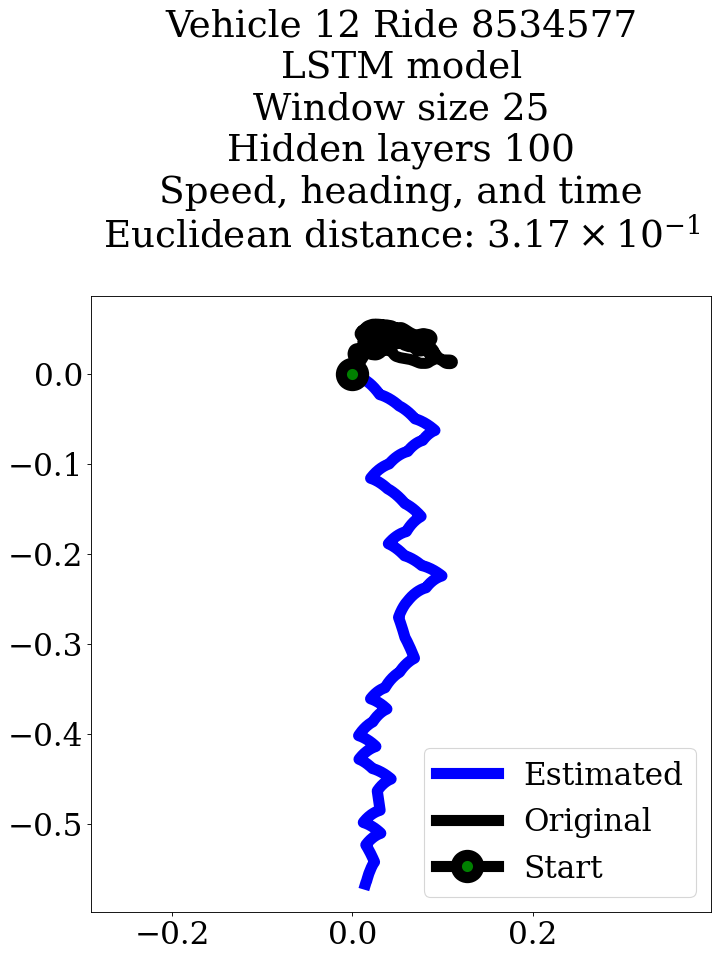 Vehicle 12 Ride 8534577
LSTM model
Window size 25
Hidden layers 100
Speed, heading, and time
Euclidean distance: 3.17 × 10⁻¹
0.0
−0.1
−0.2
−0.3
−0.4
−0.5
Estimated
Original
Start
−0.2 0.0 0.2